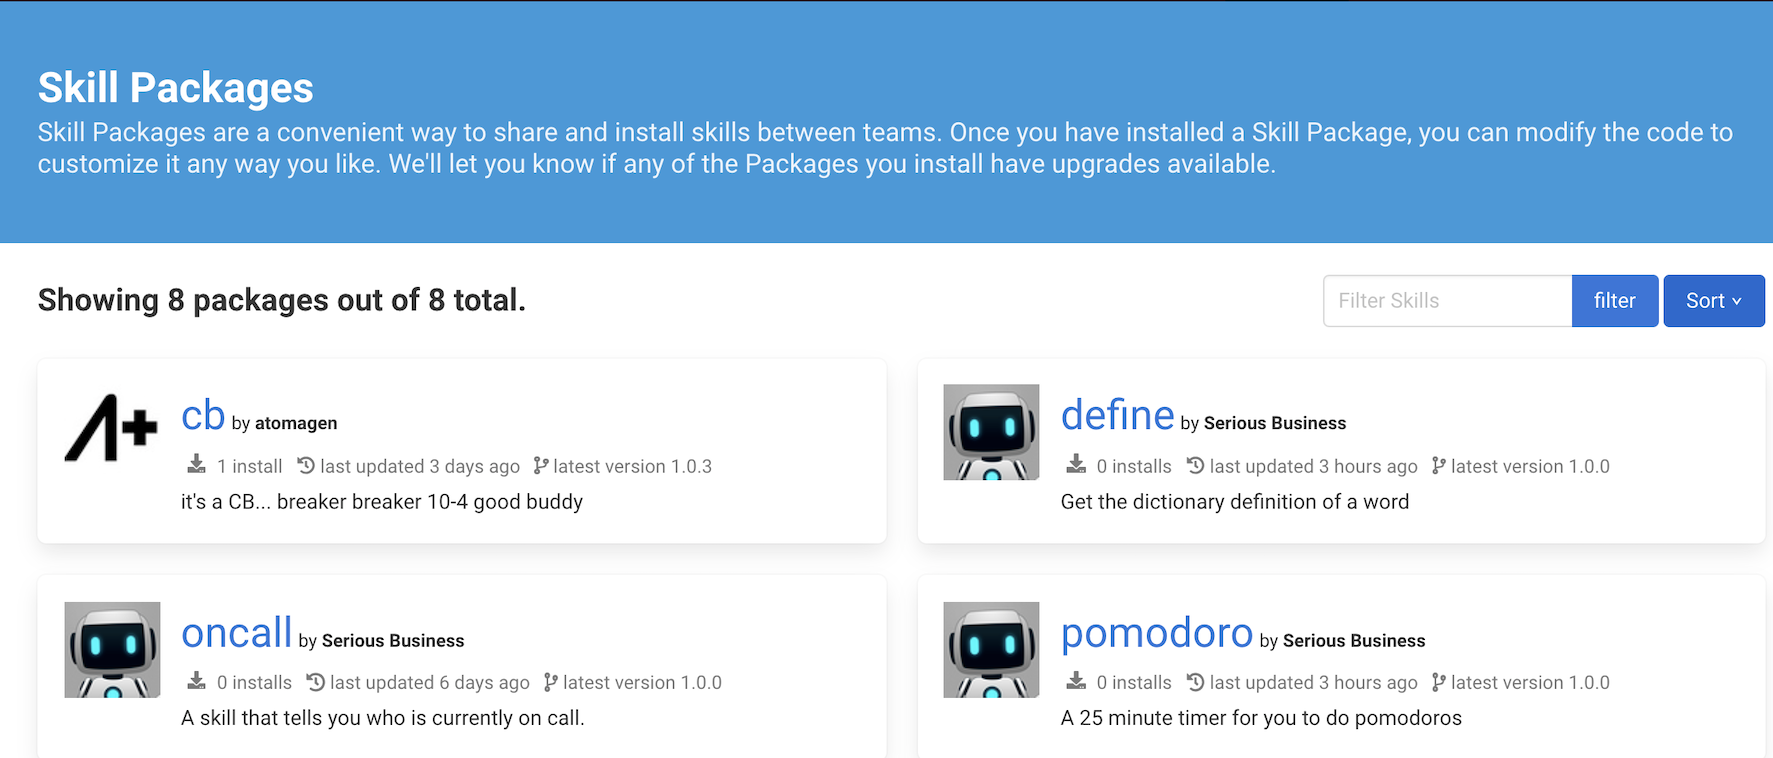 Skill Packages
Skill Packages are a convenient way to share and install skills between teams. Once you have installed a Skill Package, you can modify the code to
customize it any way you like. We'll let you know if any of the Packages you install have upgrades available.
Showing 8 packages out of 8 total.
Filter Skills
filter
Sort
A+
cb by atomagen
1 install last updated 3 days ago latest version 1.0.3
it's a CB... breaker breaker 10-4 good buddy
define by Serious Business
0 installs last updated 3 hours ago latest version 1.0.0
Get the dictionary definition of a word
oncall by Serious Business
0 installs last updated 6 days ago latest version 1.0.0
A skill that tells you who is currently on call.
pomodoro by Serious Business
0 installs last updated 3 hours ago latest version 1.0.0
A 25 minute timer for you to do pomodoros